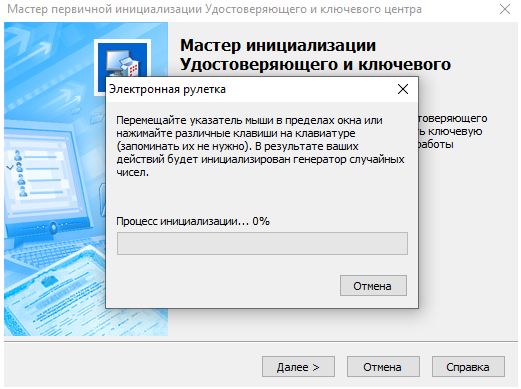 Мастер первичной инициализации Удостоверяющего и ключевого центра
Мастер инициализации
Удостоверяющего и ключевого
Электронная рулетка
Перемещайте указатель мыши в пределах окна или
нажимайте различные клавиши на клавиатуре
(запоминать их не нужно). В результате ваших
действий будет инициализирован генератор случайных
чисел.
Процесс инициализации... 0%
Отмена
ключевую
работы
Далее >
Отмена
Справка